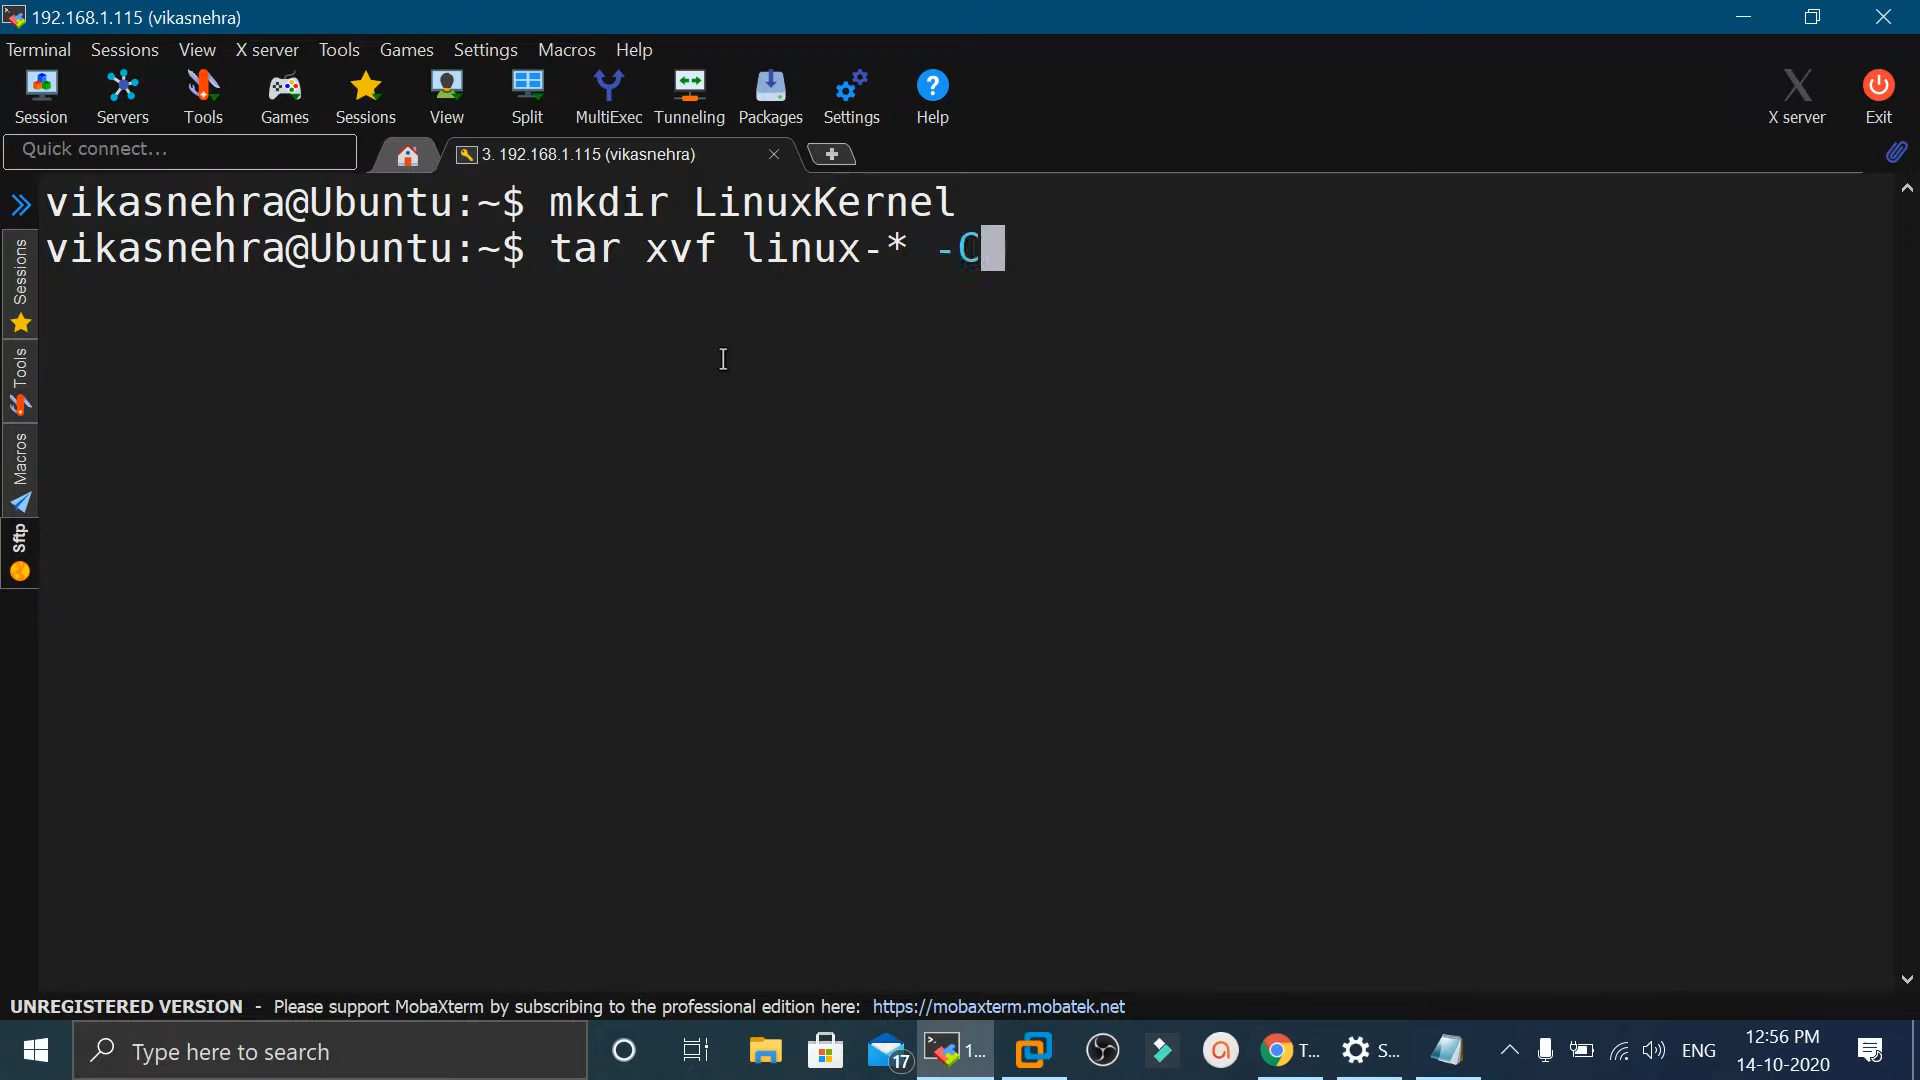 192.168.1.115 (vikasnehra)
Terminal Sessions View X server Tools Games Settings Macros Help
Session Servers Tools Games Sessions View Split MultiExec Tunneling Packages Settings Help X server Exit
Quick connect... 3. 192.168.1.115 (vikasnehra)
vikasnehra@Ubuntu:~$ mkdir LinuxKernel
vikasnehra@Ubuntu:~$ tar xvf linux-* -C
Sessions
Tools
Macros
Sftp
UNREGISTERED VERSION - Please support MobaXterm by subscribing to the professional edition here: https://mobaxterm.mobatek.net
Type here to search 17 1... T... S... ENG 12:56 PM
14-10-2020